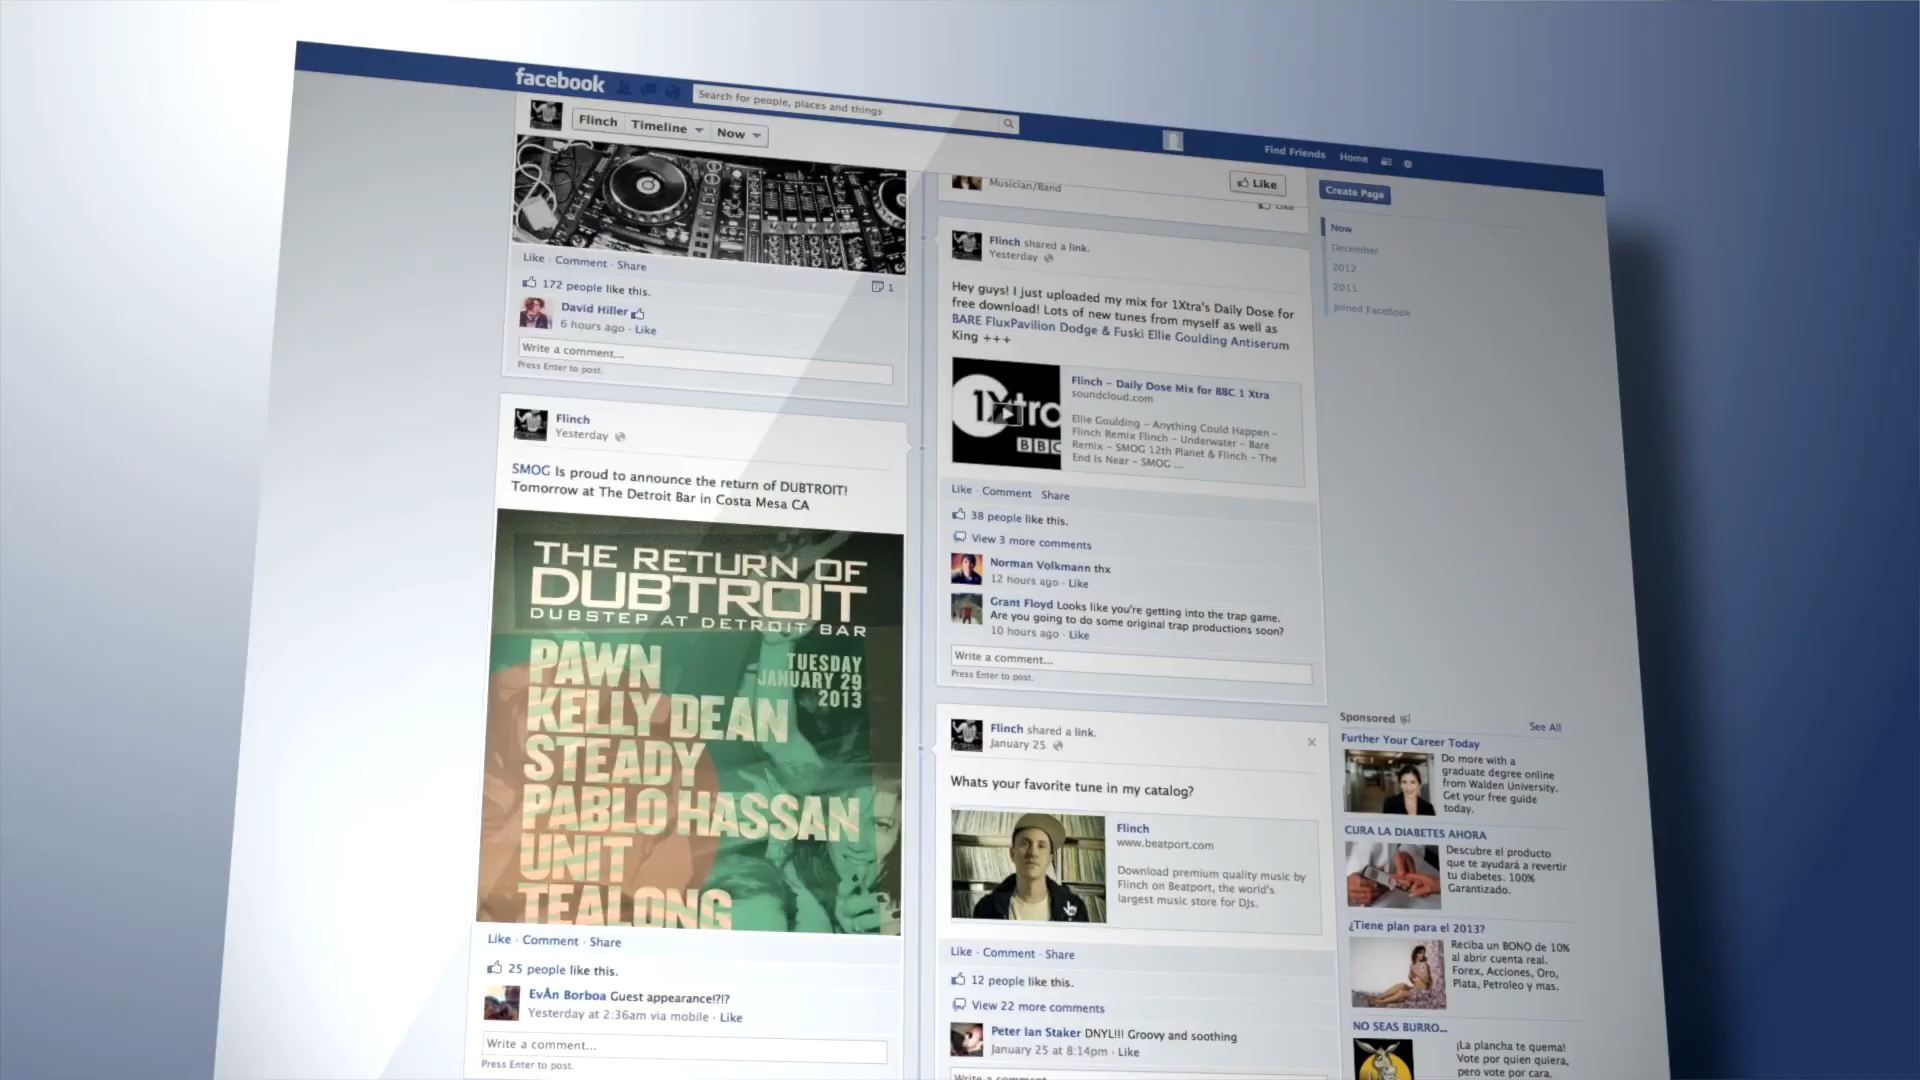 facebook
Search for people, places and things
Find Friends
Home
Flinch
Timeline
Now
Like · Comment · Share
172 people like this.
1
David Hiller
6 hours ago · Like
Write a comment...
Press Enter to post.
Flinch
Yesterday
SMOG Is proud to announce the return of DUBTROIT!
Tomorrow at The Detroit Bar in Costa Mesa CA
THE RETURN OF
DUBTROIT
DUBSTEP AT DETROIT BAR
TUESDAY
JANUARY 29
2013
PAWN
KELLY DEAN
STEADY
PABLO HASSAN
UNIT
TEALONG
Like · Comment · Share
25 people like this.
EvÅn Borboa Guest appearance!?!?
Yesterday at 2:36am via mobile · Like
Write a comment...
Press Enter to post.
Musician/Band
Like
Like
Flinch shared a link.
Yesterday
Hey guys! I just uploaded my mix for 1Xtra's Daily Dose for
free download! Lots of new tunes from myself as well as
BARE FluxPavilion Dodge & Fuski Ellie Goulding Antiserum
King +++
1Xtra
BBC
Flinch – Daily Dose Mix for BBC 1 Xtra
soundcloud.com
Ellie Goulding – Anything Could Happen –
Flinch Remix Flinch – Underwater – Bare
Remix – SMOG 12th Planet & Flinch – The
End Is Near – SMOG ...
Like · Comment · Share
38 people like this.
View 3 more comments
Norman Volkmann thx
12 hours ago · Like
Grant Floyd Looks like you're getting into the trap game.
Are you going to do some original trap productions soon?
10 hours ago · Like
Write a comment...
Press Enter to post.
Flinch shared a link.
January 25
Whats your favorite tune in my catalog?
Flinch
www.beatport.com
Download premium quality music by
Flinch on Beatport, the world's
largest music store for DJs.
Like · Comment · Share
12 people like this.
View 22 more comments
Peter Ian Staker DNYL!!! Groovy and soothing
January 25 at 8:14pm · Like
Write a comment...
Create Page
Now
December
2012
2011
Joined Facebook
Sponsored
See All
Further Your Career Today
Do more with a
graduate degree online
from Walden University.
Get your free guide
today.
CURA LA DIABETES AHORA
Descubre el producto
que te ayudará a revertir
tu diabetes. 100%
Garantizado.
¿Tiene plan para el 2013?
Reciba un BONO de 10%
al abrir cuenta real.
Forex, Acciones, Oro,
Plata, Petroleo y mas.
NO SEAS BURRO...
¡La plancha te quema!
Vote por quien quiera,
pero vote por cara.